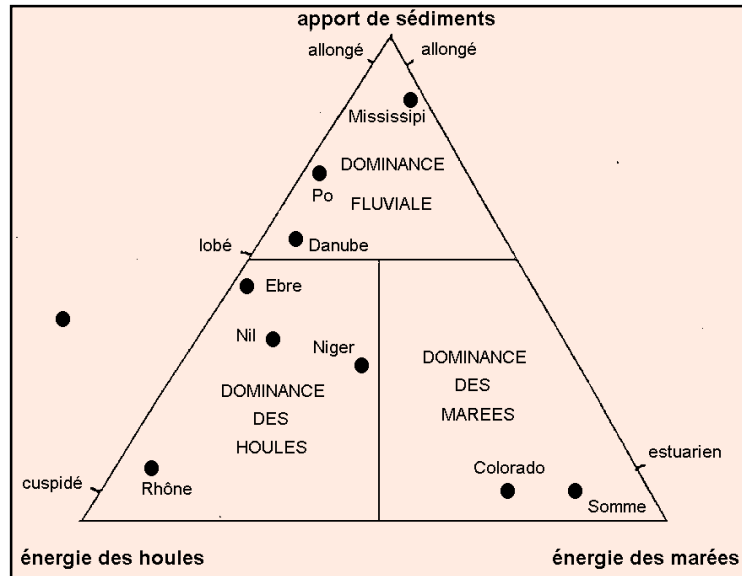 apport de sédiments
allongé
allongé
Mississipi
DOMINANCE
FLUVIALE
Po
lobé
Danube
Ebre
Nil
Niger
DOMINANCE
DES
HOULES
DOMINANCE
DES
MAREES
estuarien
cuspidé
Rhône
Colorado
Somme
énergie des houles
énergie des marées